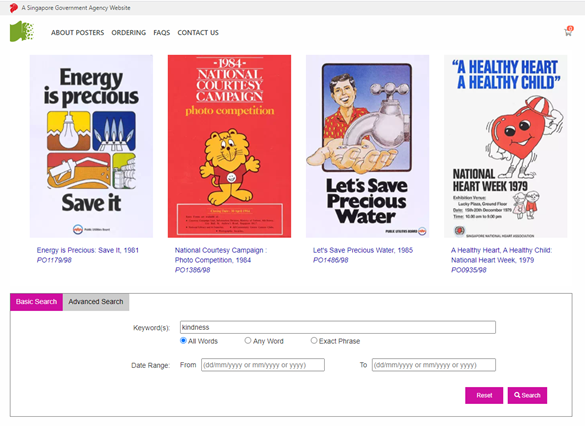 A Singapore Government Agency Website
ABOUT POSTERS ORDERING FAQS CONTACT US
0
Energy
is precious
Save it
Public Utilities Board
-1984-
NATIONAL
COURTESY
CAMPAIGN
photo competition
Let's Save
Precious
Water
PUBLIC UTILITIES BOARD
"A HEALTHY HEART
A HEALTHY CHILD"
NATIONAL
HEART WEEK 1979
Exhibition Venue:
Lucky Plaza, Ground Floor
Date: 15th-20th December 1979
Time: 10.00 am to 9.00 pm
SINGAPORE NATIONAL HEART ASSOCIATION
Energy is Precious: Save It, 1981
PO1179/98
National Courtesy Campaign :
Photo Competition, 1984
PO1386/98
Let's Save Precious Water, 1985
PO1486/98
A Healthy Heart, A Healthy Child:
National Heart Week, 1979
PO0935/98
Basic Search Advanced Search
Keyword(s): kindness
All Words Any Word Exact Phrase
Date Range: From (dd/mm/yyyy or mm/yyyy or yyyy) To (dd/mm/yyyy or mm/yyyy or yyyy)
Reset Search